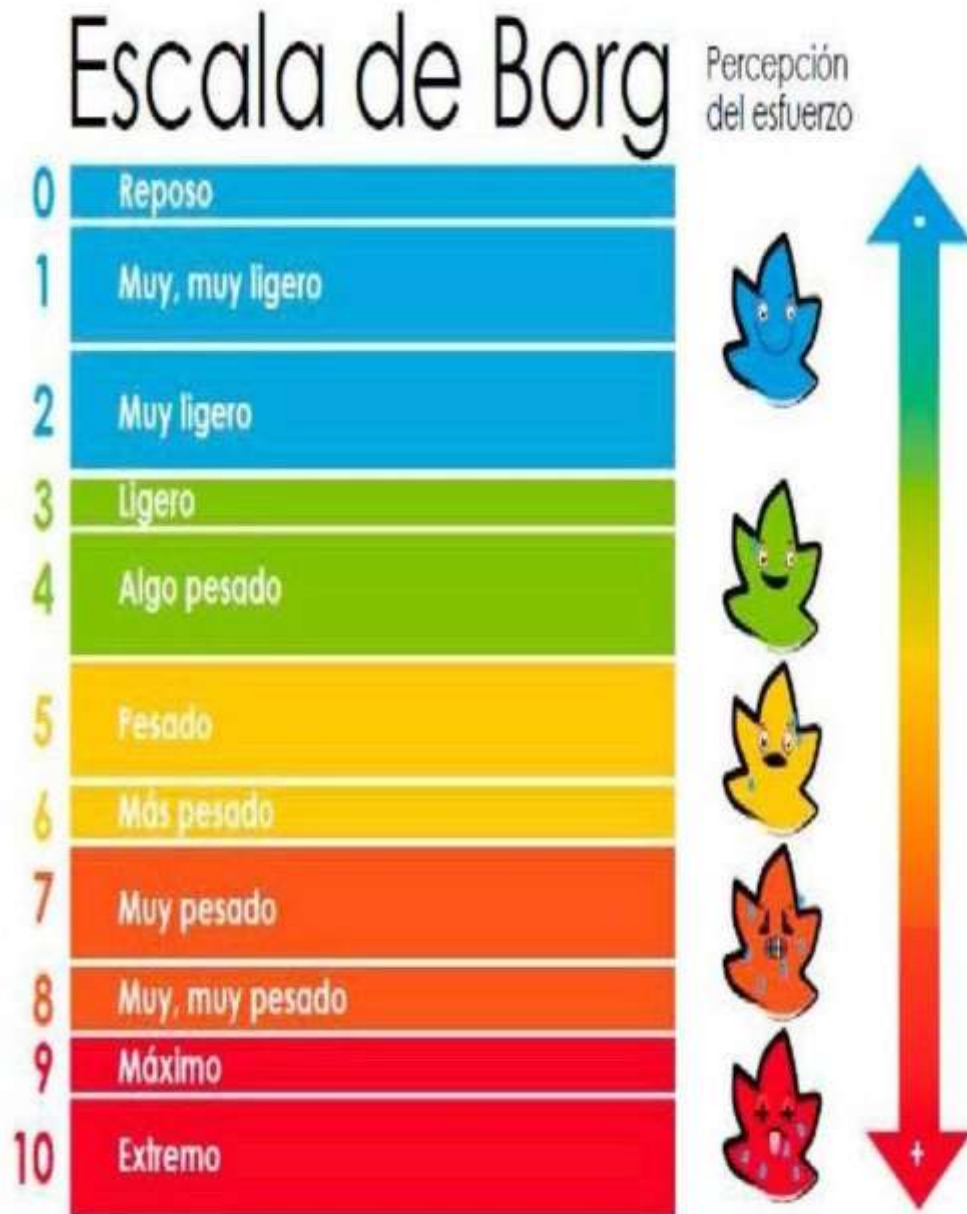 Escala de Borg
Percepción
del esfuerzo
0 Reposo
1 Muy, muy ligero
2 Muy ligero
3 Ligero
4 Algo pesado
5 Pesado
6 Más pesado
7 Muy pesado
8 Muy, muy pesado
9 Máximo
10 Extremo
-
+